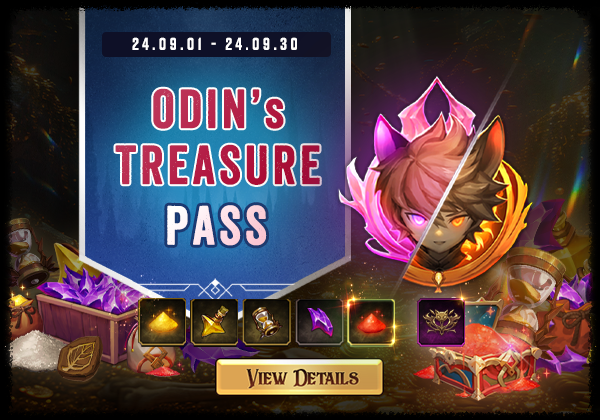 24.09.01 - 24.09.30
ODIN's
TREASURE
PASS
VIEW DETAILS